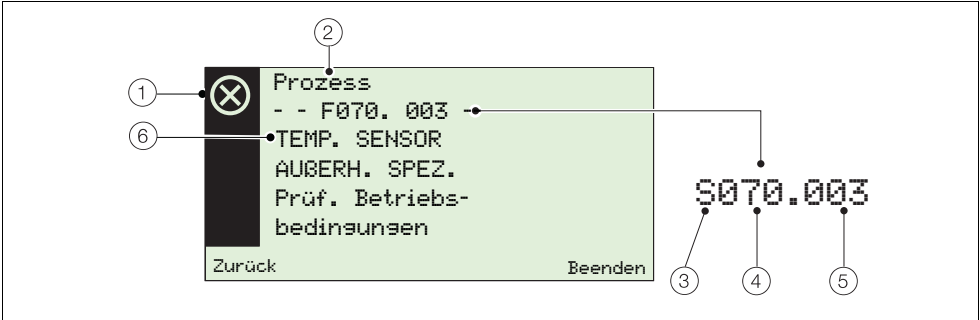 2
1
Prozess
- - F070. 003 -
6
TEMP. SENSOR
AUßERH. SPEZ.
Prüf. Betriebs-
bedingungen
S070.003
Zurück Beenden
3 4 5